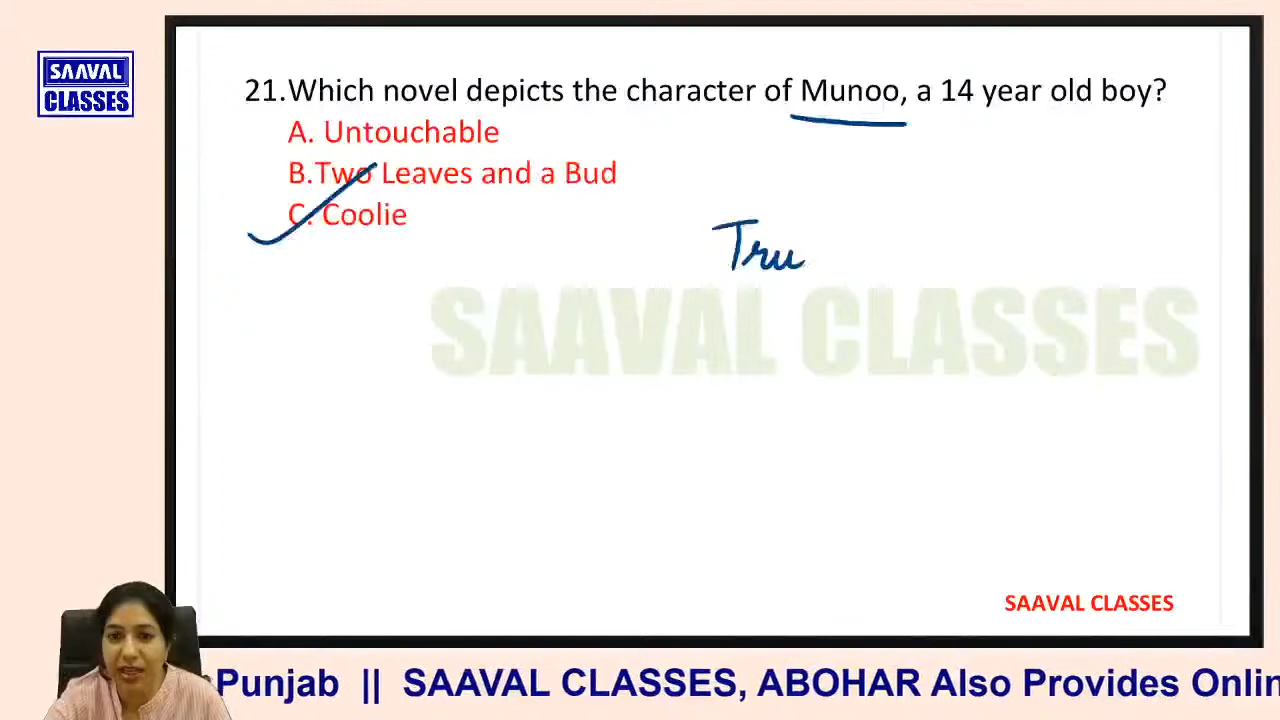 SAAVAL
CLASSES
21.Which novel depicts the character of Munoo, a 14 year old boy?
A. Untouchable
B.Two Leaves and a Bud
C. Coolie
Tru
SAAVAL CLASSES
SAAVAL CLASSES
Punjab || SAAVAL CLASSES, ABOHAR Also Provides Onlin